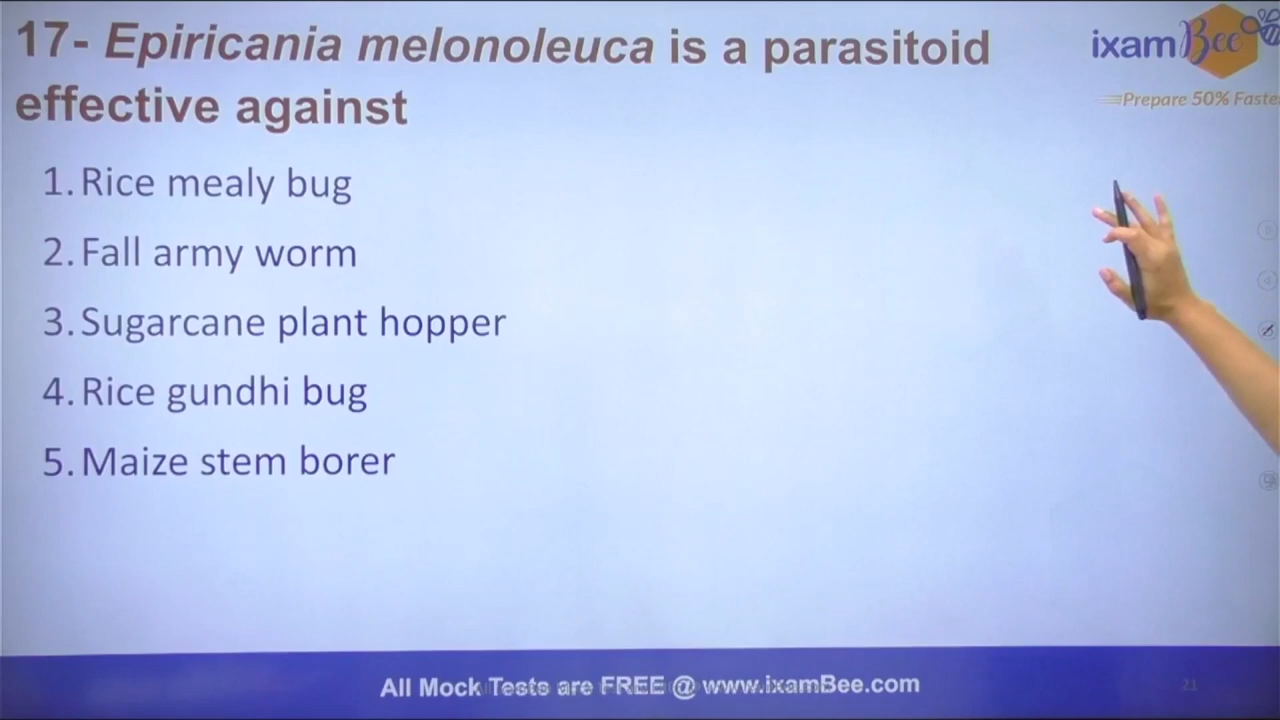 17- Epiricania melonoleuca is a parasitoid
effective against
ixamBee
Prepare 50% Faste
1. Rice mealy bug
2. Fall army worm
3. Sugarcane plant hopper
4. Rice gundhi bug
5. Maize stem borer
All Mock Tests are FREE @ www.ixamBee.com
21